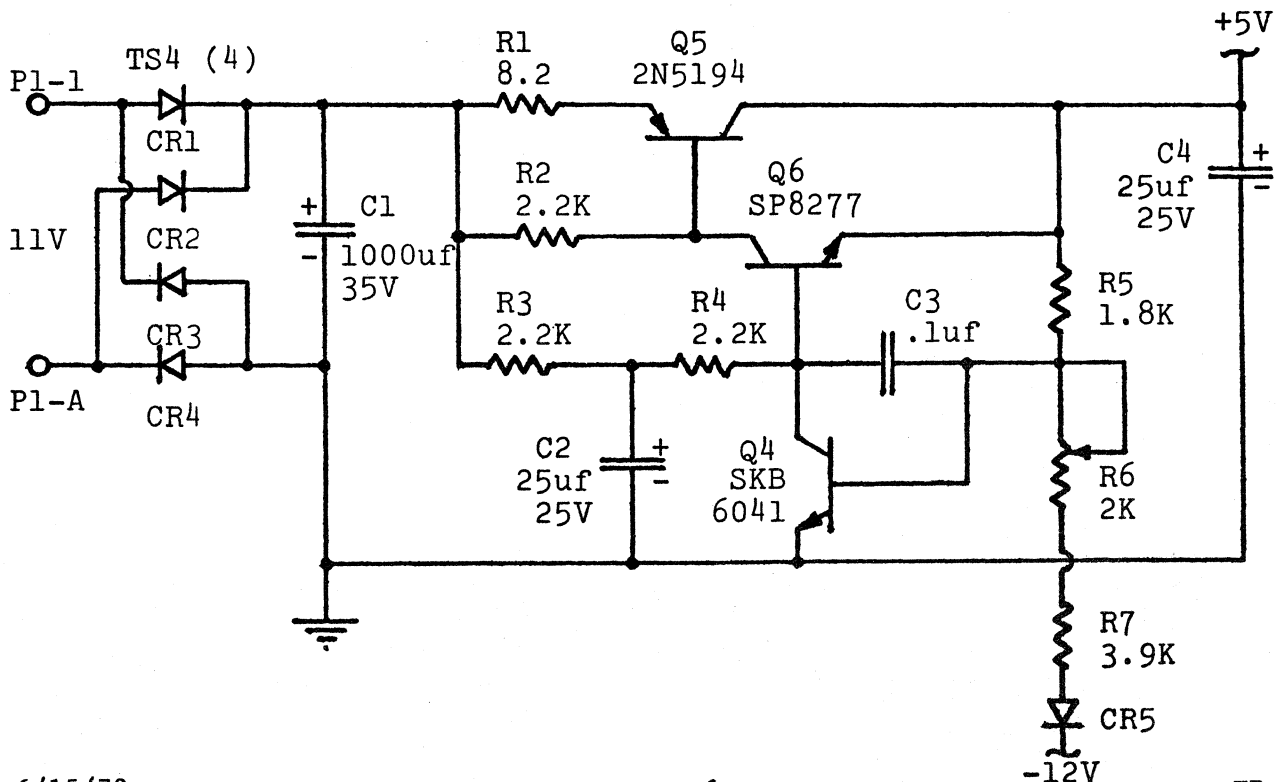 +5V
TS4 (4)
R1
8.2
Q5
2N5194
P1-1
CR1
C4
25uf
25V
+
-
R2
2.2K
Q6
SP8277
11V
CR2
+
-
C1
1000uf
35V
R3
2.2K
R4
2.2K
C3
.1uf
R5
1.8K
CR3
P1-A
CR4
C2
25uf
25V
+
-
Q4
SKB
6041
R6
2K
R7
3.9K
CR5
-12V